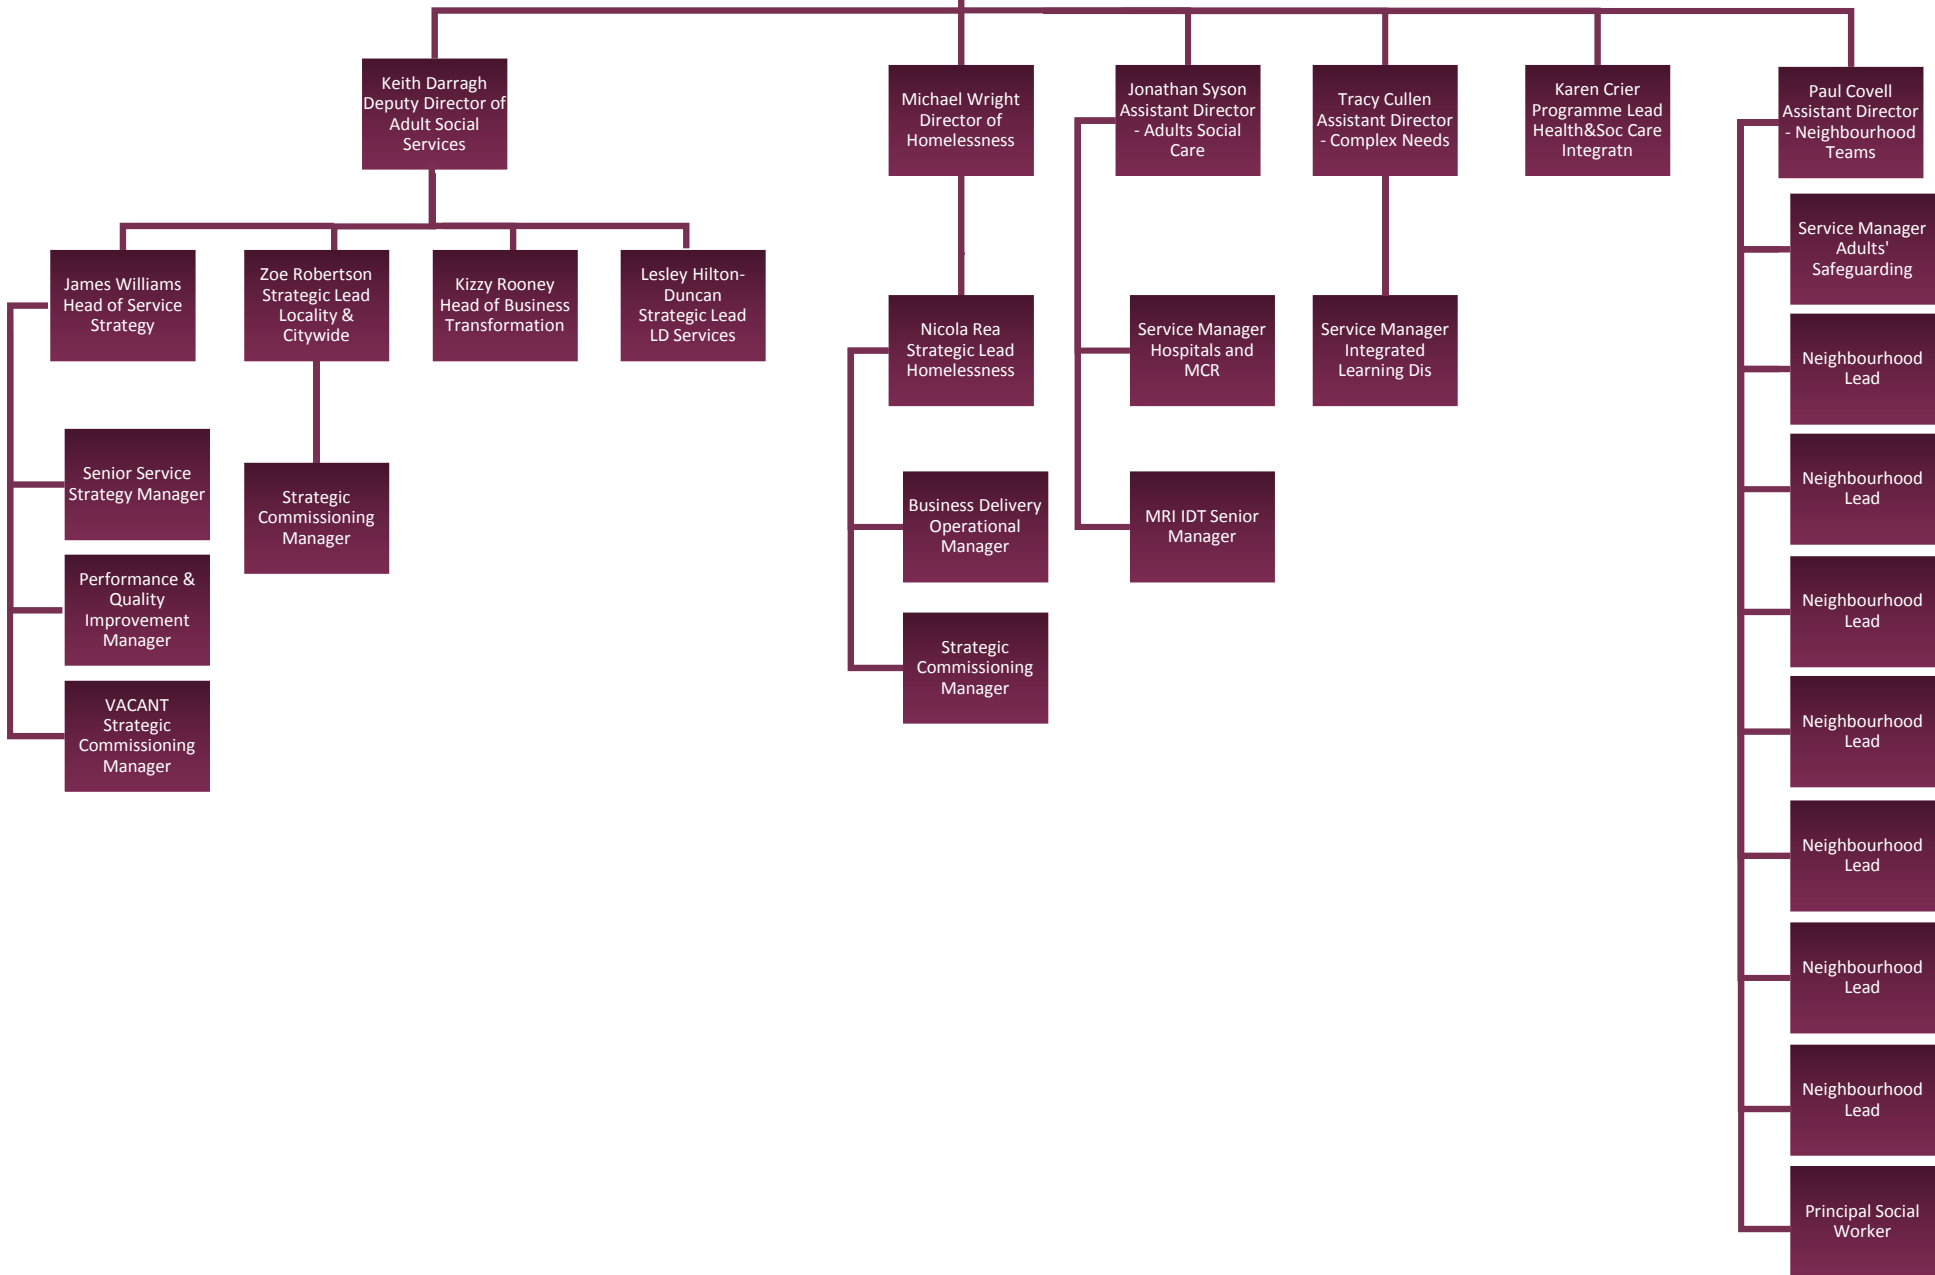 Keith Darragh
Deputy Director of
Adult Social
Services
Michael Wright
Director of
Homelessness
Jonathan Syson
Assistant Director
- Adults Social
Care
Tracy Cullen
Assistant Director
- Complex Needs
Karen Crier
Programme Lead
Health&Soc Care
Integratn
Paul Covell
Assistant Director
- Neighbourhood
Teams
James Williams
Head of Service
Strategy
Zoe Robertson
Strategic Lead
Locality &
Citywide
Kizzy Rooney
Head of Business
Transformation
Lesley Hilton-
Duncan
Strategic Lead
LD Services
Nicola Rea
Strategic Lead
Homelessness
Service Manager
Hospitals and
MCR
Service Manager
Integrated
Learning Dis
Service Manager
Adults'
Safeguarding
Neighbourhood
Lead
Neighbourhood
Lead
Senior Service
Strategy Manager
Strategic
Commissioning
Manager
Business Delivery
Operational
Manager
MRI IDT Senior
Manager
Performance &
Quality
Improvement
Manager
Strategic
Commissioning
Manager
VACANT
Strategic
Commissioning
Manager
Neighbourhood
Lead
Neighbourhood
Lead
Neighbourhood
Lead
Neighbourhood
Lead
Neighbourhood
Lead
Principal Social
Worker